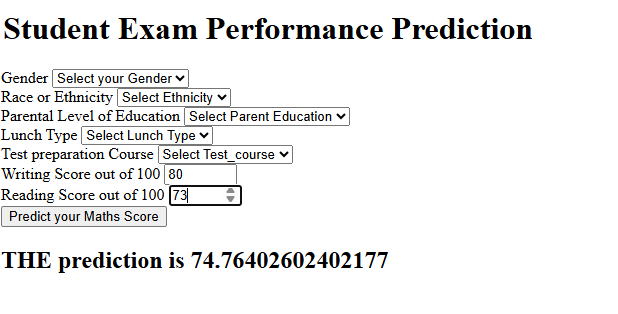 Student Exam Performance Prediction
Gender Select your Gender
Race or Ethnicity Select Ethnicity
Parental Level of Education Select Parent Education
Lunch Type Select Lunch Type
Test preparation Course Select Test_course
Writing Score out of 100 80
Reading Score out of 100 73
Predict your Maths Score
THE prediction is 74.76402602402177